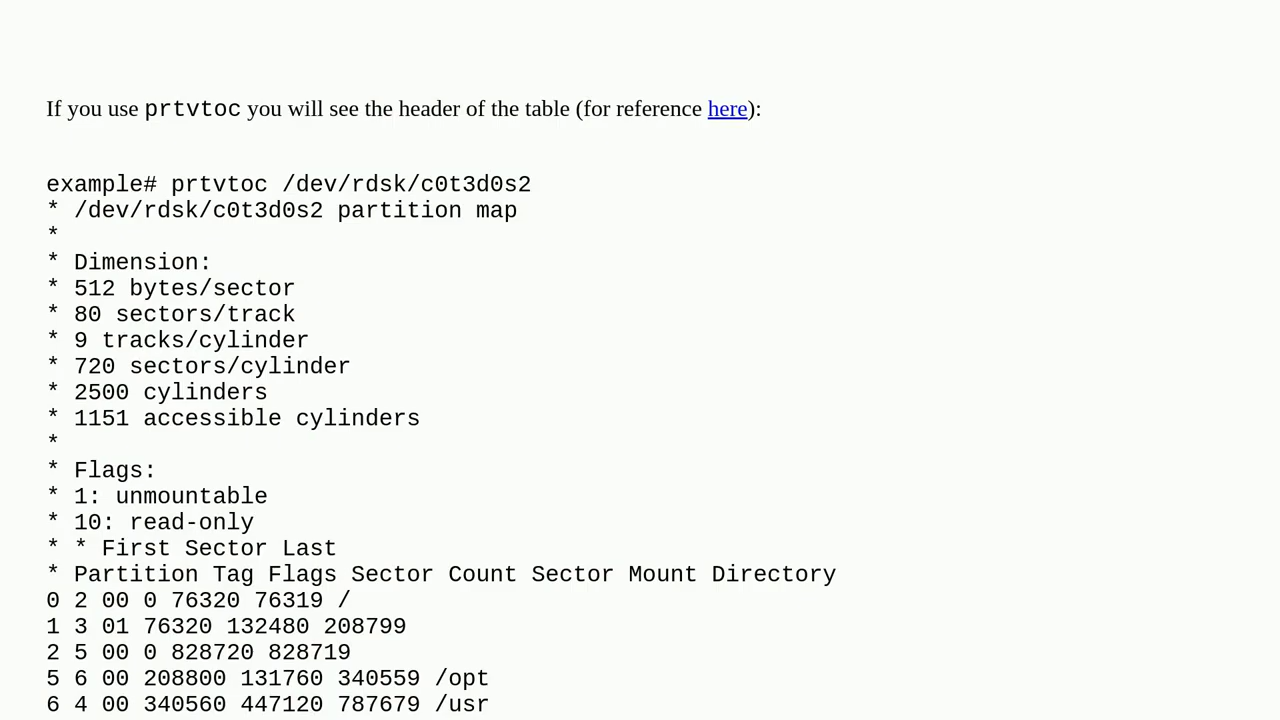 If you use prtvtoc you will see the header of the table (for reference here):
example# prtvtoc /dev/rdsk/c0t3d0s2
* /dev/rdsk/c0t3d0s2 partition map
*
* Dimension:
* 512 bytes/sector
* 80 sectors/track
* 9 tracks/cylinder
* 720 sectors/cylinder
* 2500 cylinders
* 1151 accessible cylinders
*
* Flags:
* 1: unmountable
* 10: read-only
* * First Sector Last
* Partition Tag Flags Sector Count Sector Mount Directory
0 2 00 0 76320 76319 /
1 3 01 76320 132480 208799
2 5 00 0 828720 828719
5 6 00 208800 131760 340559 /opt
6 4 00 340560 447120 787679 /usr